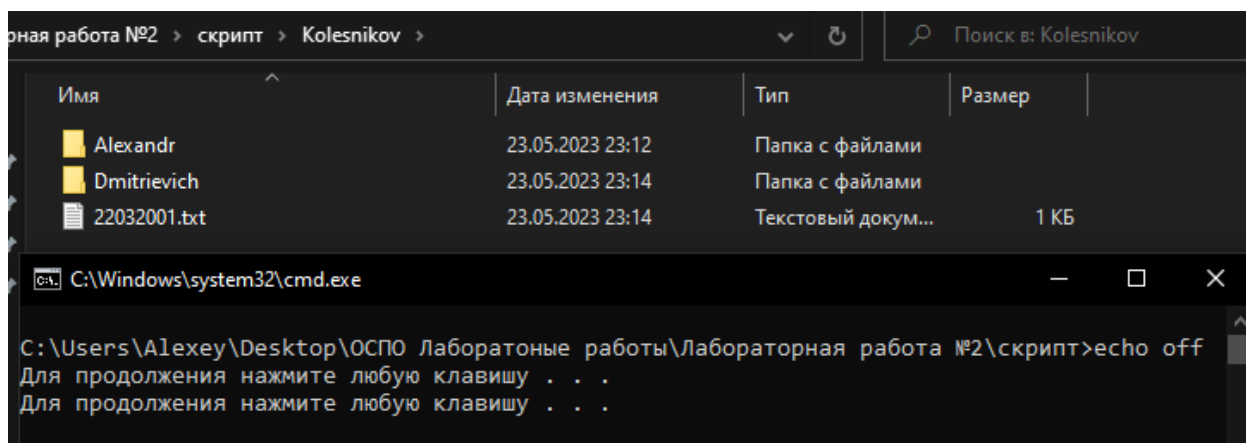 рная работа №2 > скрипт > Kolesnikov > Поиск в: Kolesnikov
Имя Дата изменения Тип Размер
Alexandr 23.05.2023 23:12 Папка с файлами
Dmitrievich 23.05.2023 23:14 Папка с файлами
22032001.txt 23.05.2023 23:14 Текстовый докум... 1 КБ
C:\Windows\system32\cmd.exe
C:\Users\Alexey\Desktop\ОСПО Лаборатоные работы\Лабораторная работа №2\скрипт>echo off
Для продолжения нажмите любую клавишу . . .
Для продолжения нажмите любую клавишу . . .